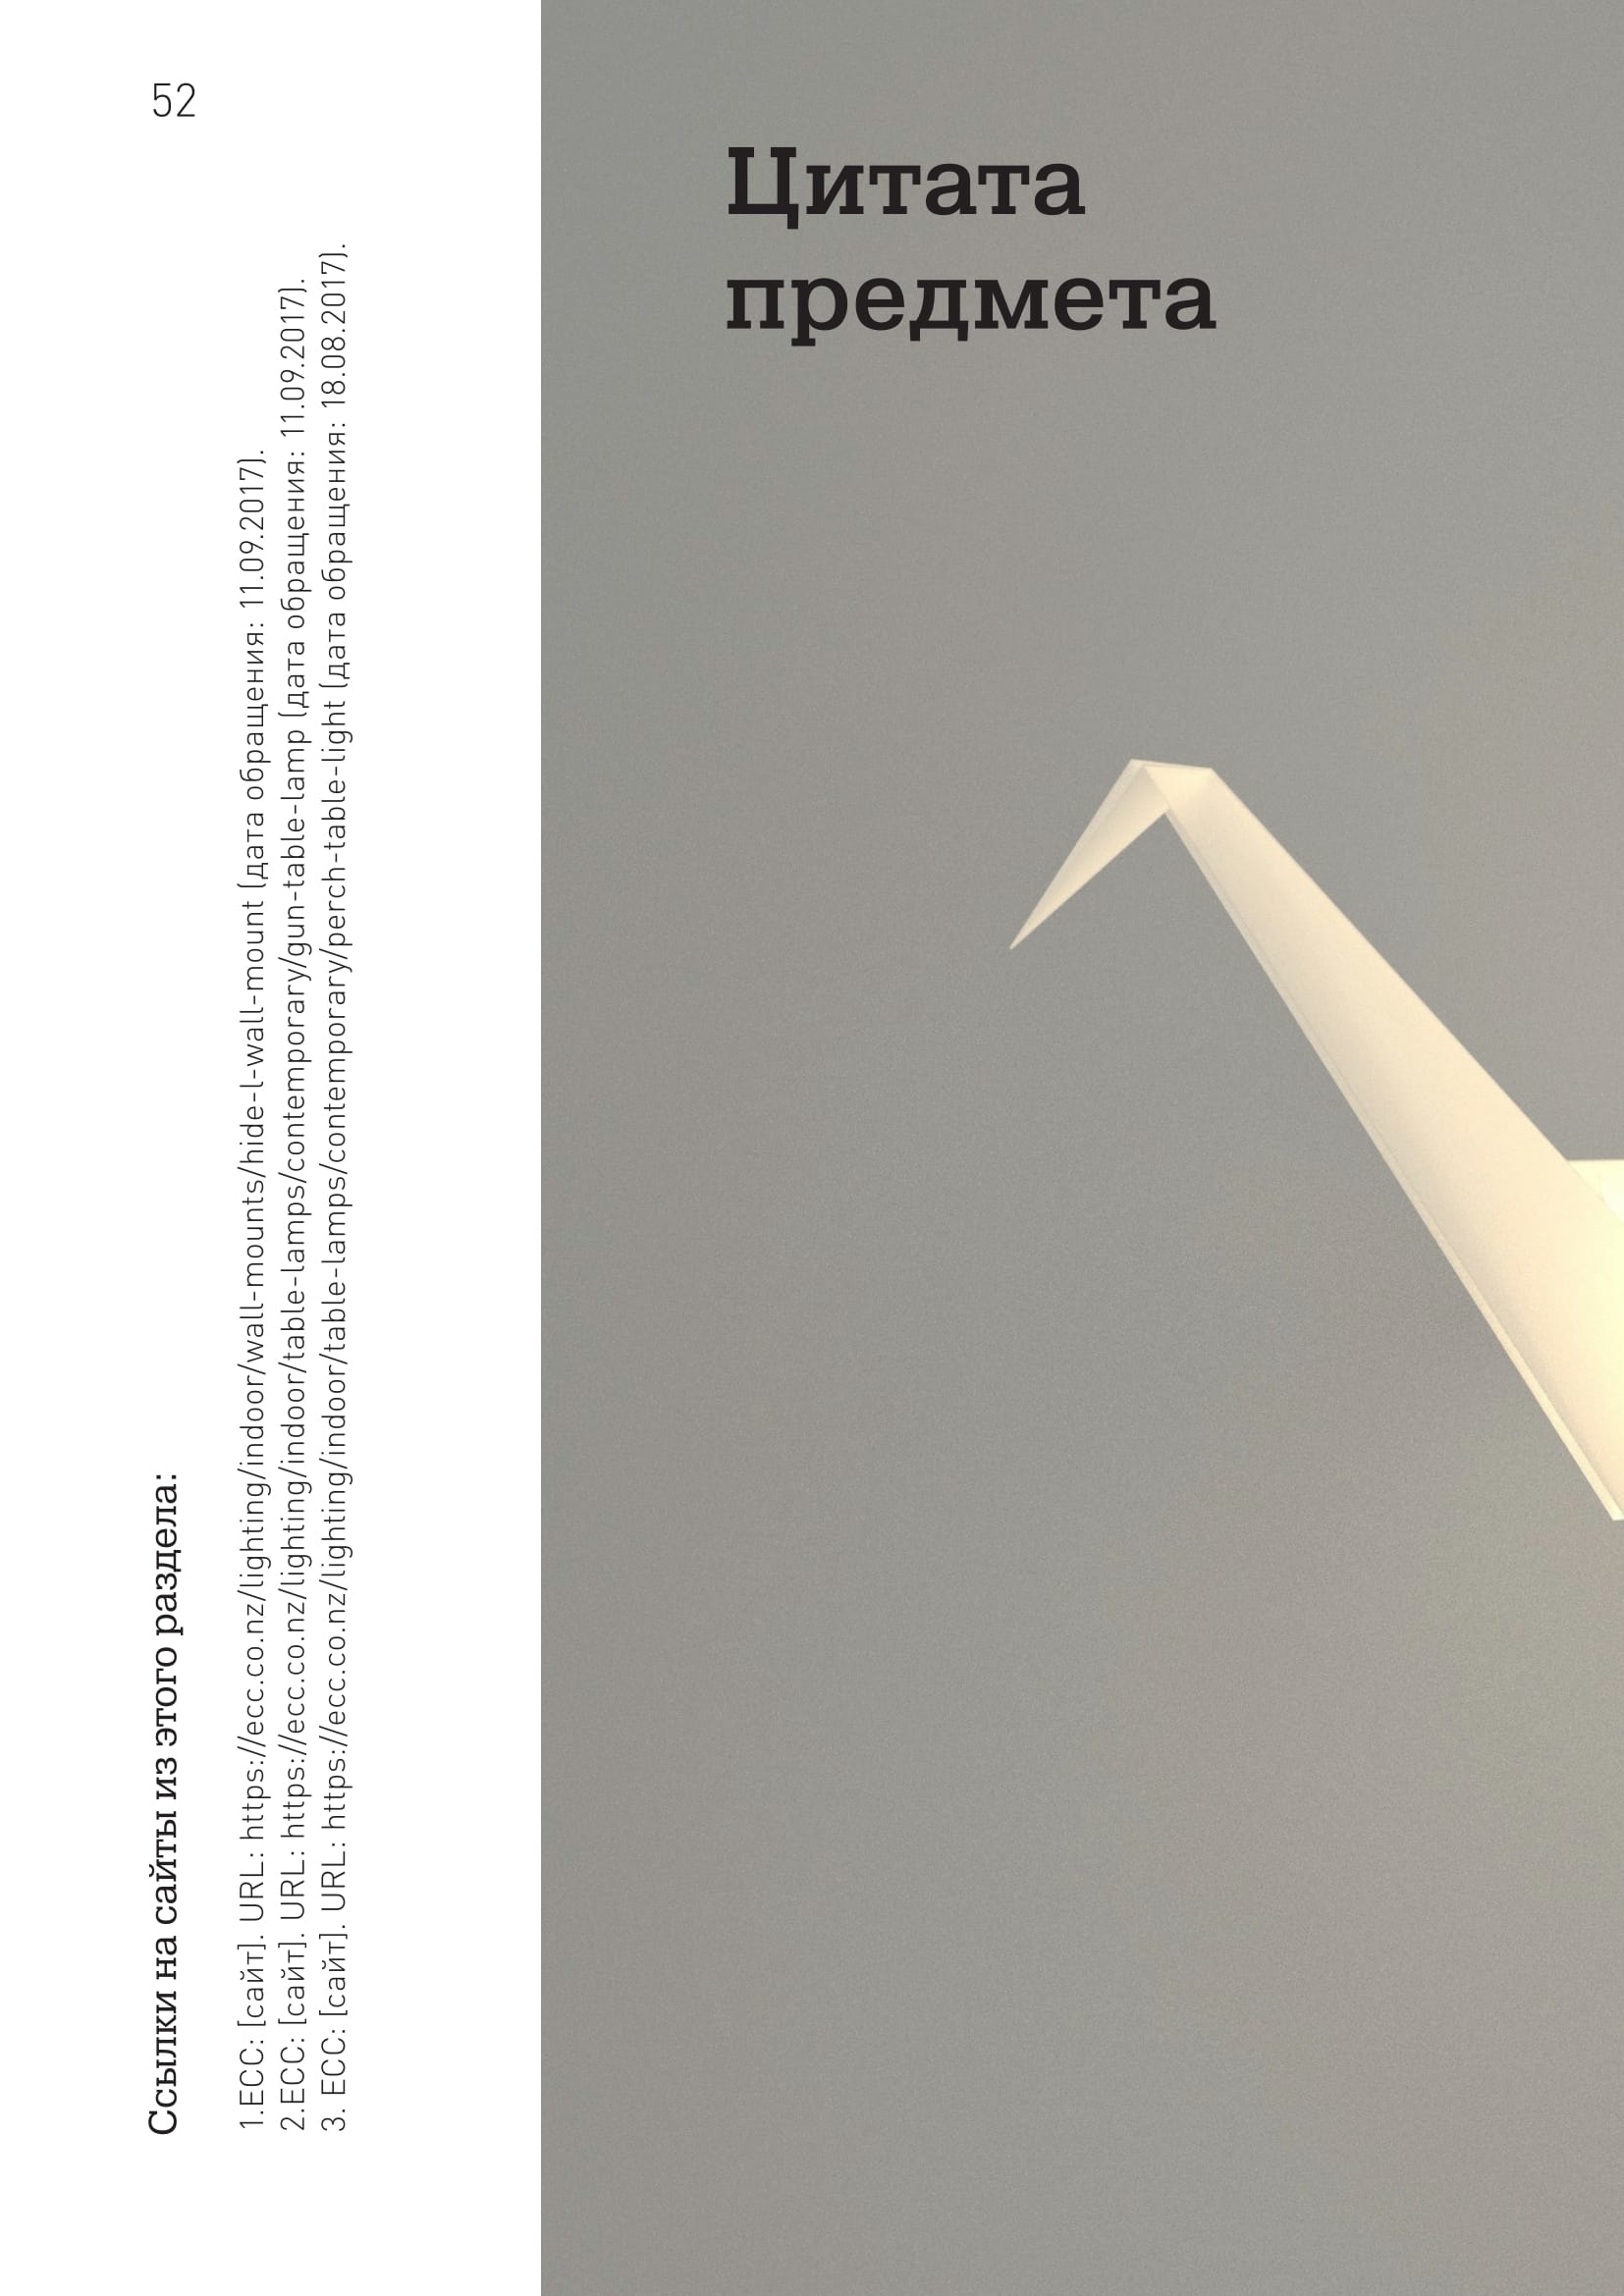 52
Цитата
предмета
Ссылки на сайты из этого раздела:
1.ECC: [сайт]. URL: https://ecc.co.nz/lighting/indoor/wall-mounts/hide-l-wall-mount (дата обращения: 11.09.2017).
2.ECC: [сайт]. URL: https://ecc.co.nz/lighting/indoor/table-lamps/contemporary/gun-table-lamp (дата обращения: 11.09.2017).
3. ECC: [сайт]. URL: https://ecc.co.nz/lighting/indoor/table-lamps/contemporary/perch-table-light (дата обращения: 18.08.2017).